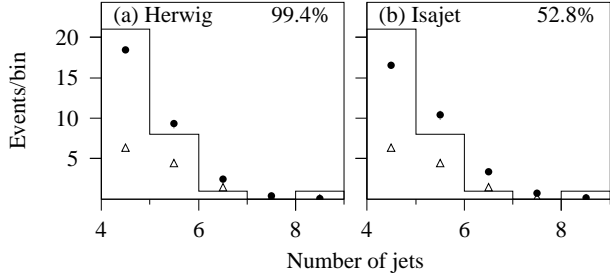 (a) Herwig 99.4%
(b) Isajet 52.8%
Events/bin
20
15
10
5
4 6 8
4 6 8
Number of jets